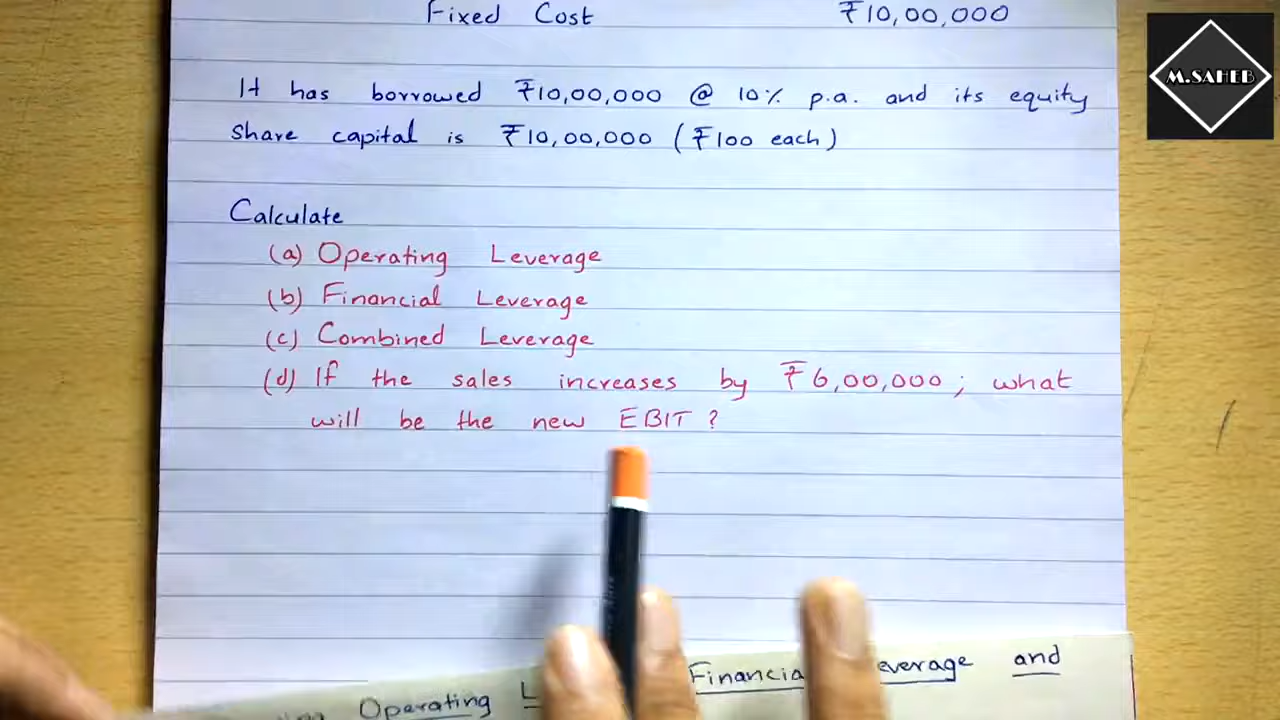 Fixed Cost ₹10,00,000
M.SAHEB
It has borrowed ₹10,00,000 @ 10% p.a. and its equity
share capital is ₹10,00,000 (₹100 each)
Calculate
(a) Operating Leverage
(b) Financial Leverage
(c) Combined Leverage
(d) If the sales increases by ₹6,00,000; what
will be the new EBIT?
Operating Financial Leverage and